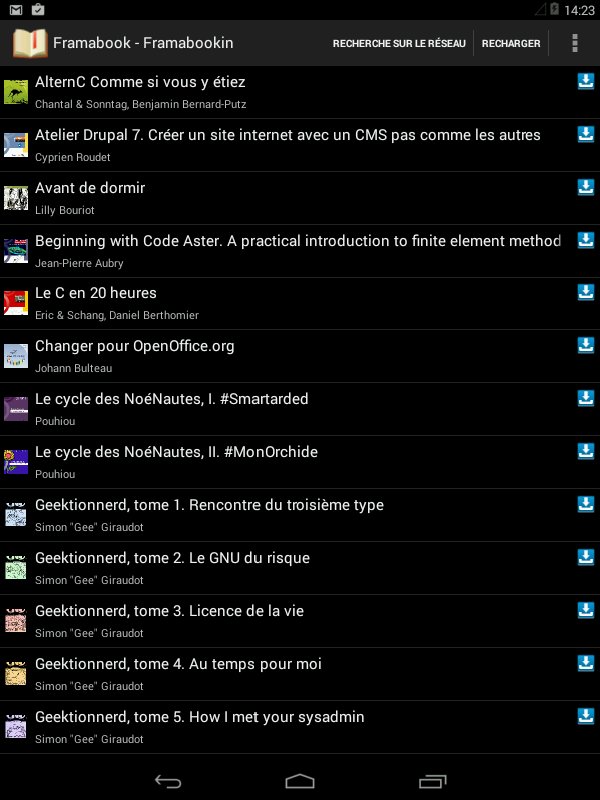 14:23
Framabook - Framabookin
RECHERCHE SUR LE RÉSEAU
RECHARGER
AlternC Comme si vous y étiez
Chantal & Sonntag, Benjamin Bernard-Putz
Atelier Drupal 7. Créer un site internet avec un CMS pas comme les autres
Cyprien Roudet
Avant de dormir
Lilly Bouriot
Beginning with Code Aster. A practical introduction to finite element method
Jean-Pierre Aubry
Le C en 20 heures
Eric & Schang, Daniel Berthomier
Changer pour OpenOffice.org
Johann Bulteau
Le cycle des NoéNautes, I. #Smartarded
Pouhiou
Le cycle des NoéNautes, II. #MonOrchide
Pouhiou
Geektionnerd, tome 1. Rencontre du troisième type
Simon "Gee" Giraudot
Geektionnerd, tome 2. Le GNU du risque
Simon "Gee" Giraudot
Geektionnerd, tome 3. Licence de la vie
Simon "Gee" Giraudot
Geektionnerd, tome 4. Au temps pour moi
Simon "Gee" Giraudot
Geektionnerd, tome 5. How I met your sysadmin
Simon "Gee" Giraudot